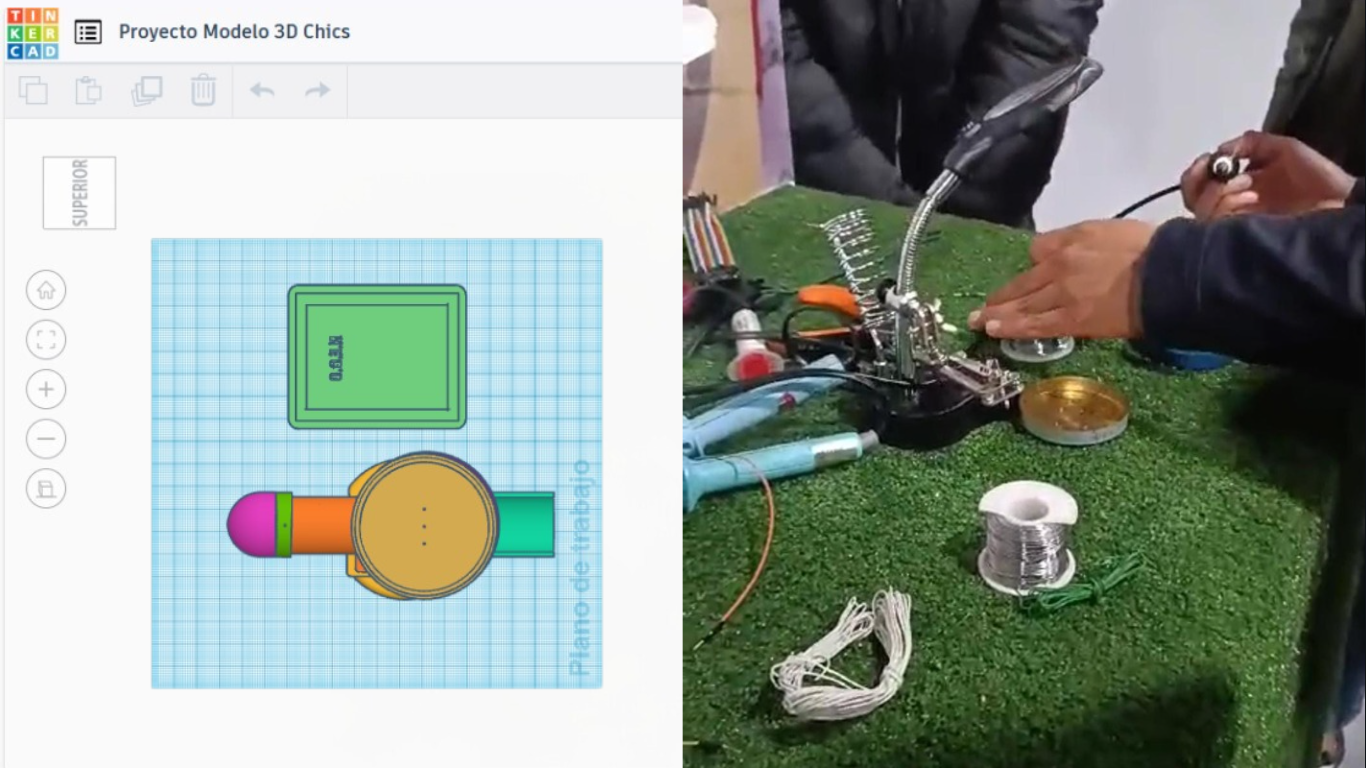 TIN
KER
CAD
Proyecto Modelo 3D Chics
SUPERIOR
Plano de trabajo